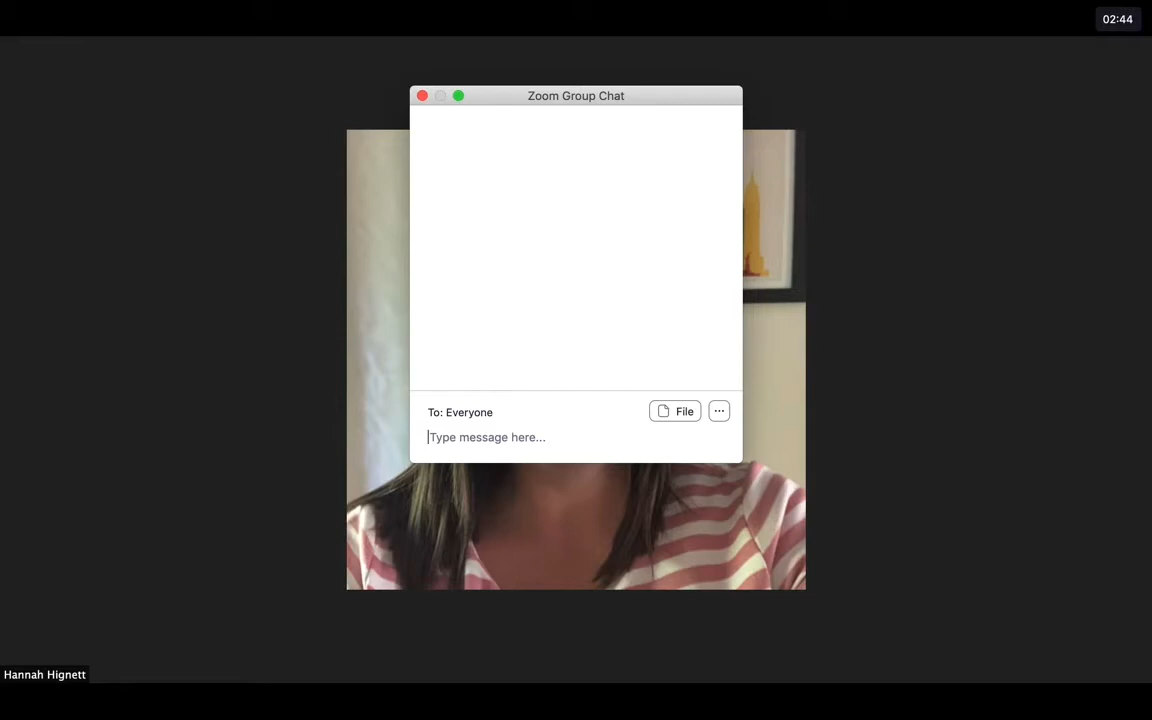 02:44
Zoom Group Chat
To: Everyone
File
Type message here...
Hannah Hignett